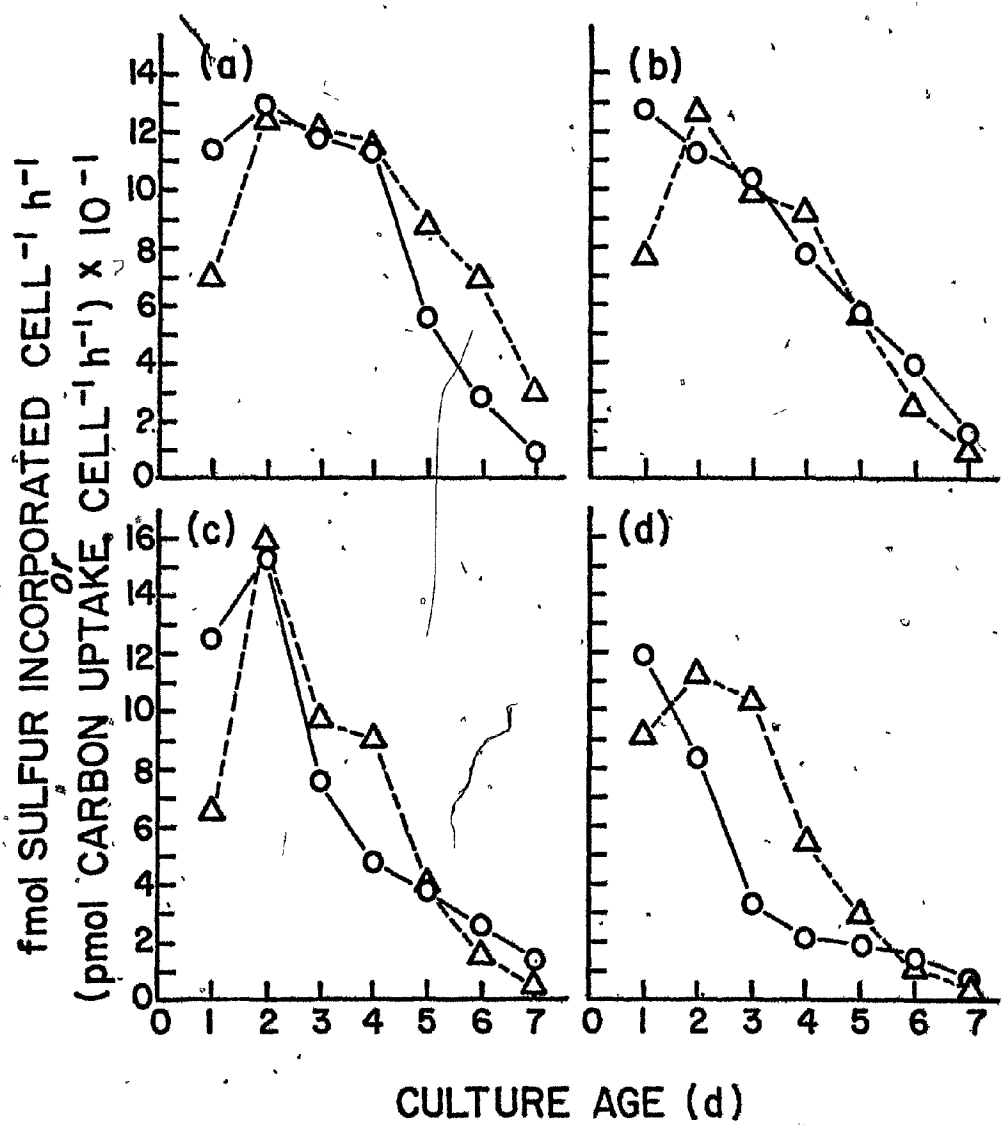 fmol SULFUR INCORPORATED CELL⁻¹ h⁻¹
or
(pmol CARBON UPTAKE, CELL⁻¹ h⁻¹) x 10⁻¹
(a)
14
12
10
8
6
4
2
0
(b)
(c)
16
14
12
10
8
6
4
2
0
(d)
0 1 2 3 4 5 6 7
0 1 2 3 4 5 6 7
CULTURE AGE (d)